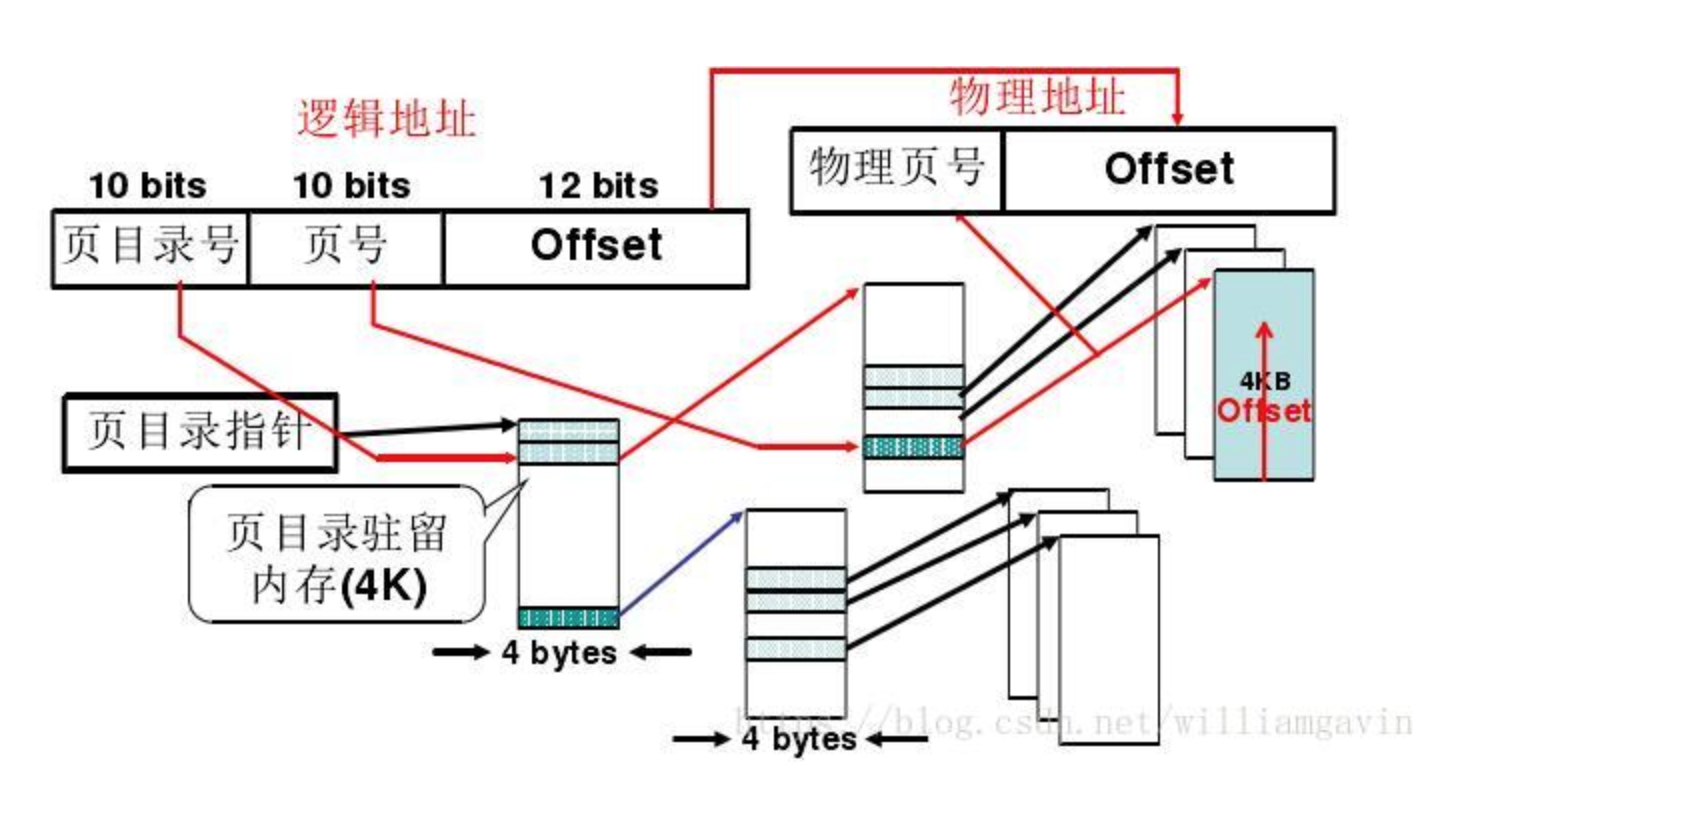 逻辑地址
物理地址
10 bits 10 bits 12 bits
页目录号 页号 Offset
物理页号 Offset
页目录指针
4KB
Offset
页目录驻留
内存(4K)
4 bytes
https://blog.csdn.net/williamgavin
4 bytes